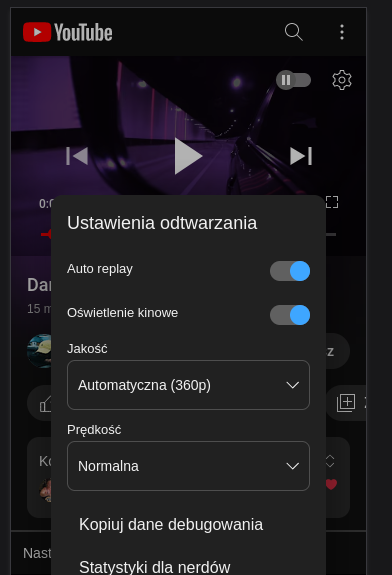 YouTube
0:0
Ustawienia odtwarzania
Dar
Auto replay
15 m
Oświetlenie kinowe
z
Jakość
Automatyczna (360p)
Prędkość
Ko
Normalna
Kopiuj dane debugowania
Nast
Statystyki dla nerdów